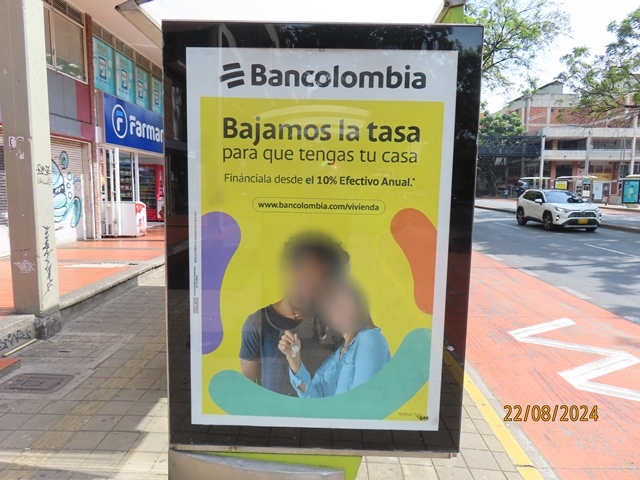 Bancolombia
Bajamos la tasa
para que tengas tu casa
Fináncíala desde el 10% Efectivo Anual.*
www.bancolombia.com/vivienda
Farmat
22/08/2024